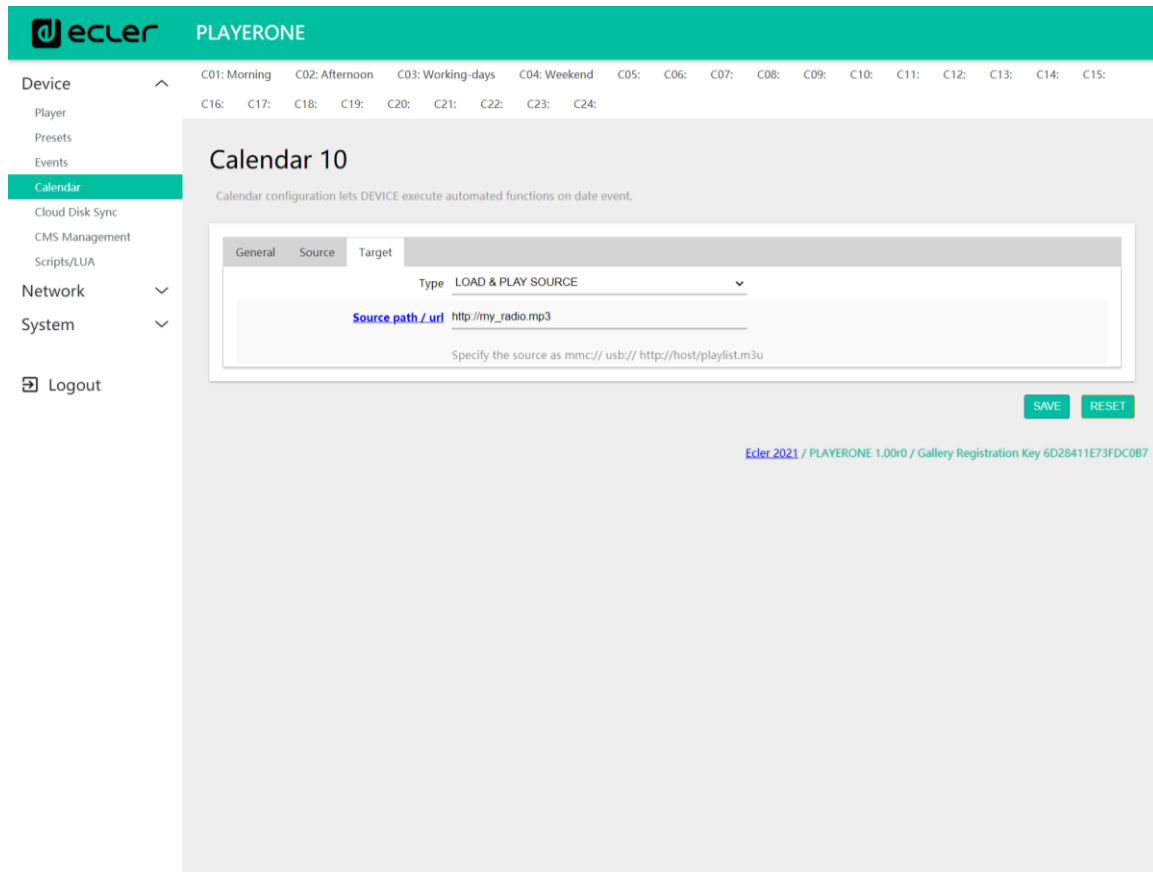 ecler PLAYERONE
Device
Player
Presets
Events
Calendar
Cloud Disk Sync
CMS Management
Scripts/LUA
Network
System
Logout
C01: Morning C02: Afternoon C03: Working-days C04: Weekend C05: C06: C07: C08: C09: C10: C11: C12: C13: C14: C15:
C16: C17: C18: C19: C20: C21: C22: C23: C24:
Calendar 10
Calendar configuration lets DEVICE execute automated functions on date event.
General Source Target
Type LOAD & PLAY SOURCE
Source path / url http://my_radio.mp3
Specify the source as mmc:// usb:// http://host/playlist.m3u
SAVE RESET
Ecler 2021 / PLAYERONE 1.00r0 / Gallery Registration Key 6D28411E73FDC0B7